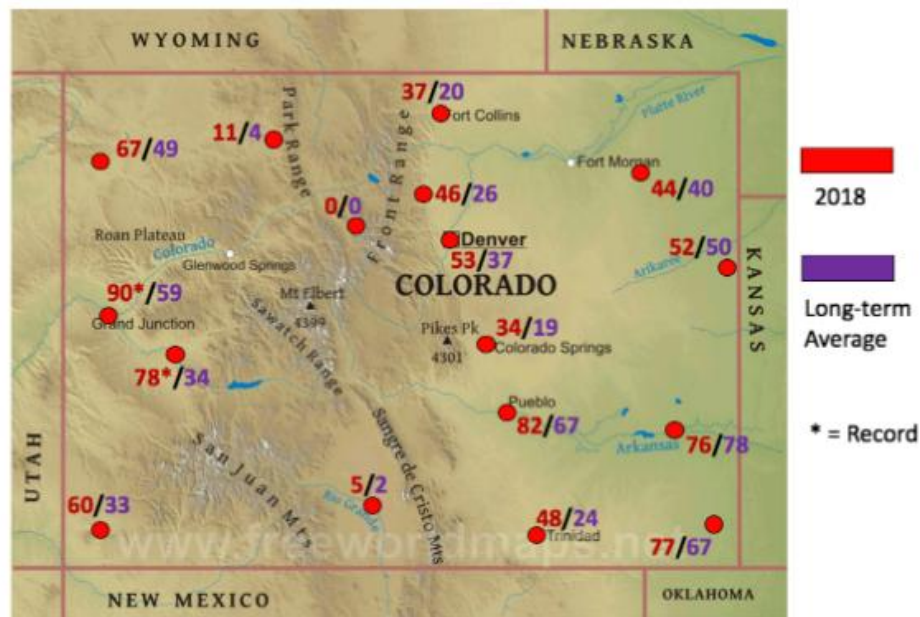 WYOMING
NEBRASKA
37/20
Fort Collins
Platte River
Park Range
11/4
67/49
Front Range
Fort Morgan
44/40
46/26
0/0
2018
Roan Plateau
Colorado
Glenwood Springs
Denver
53/37
52/50
Arikaree
KANSAS
COLORADO
90*/59
Grand Junction
Mt Elbert
4399
Sawatch Range
Pikes Pk
4301
34/19
Colorado Springs
Long-term
Average
78*/34
Pueblo
82/67
Arkansas
76/78
* = Record
UTAH
San Juan Mts
Sangre de Cristo Mts
5/2
Rio Grande
60/33
48/24
Trinidad
77/67
www.freeworldmaps.net
NEW MEXICO
OKLAHOMA